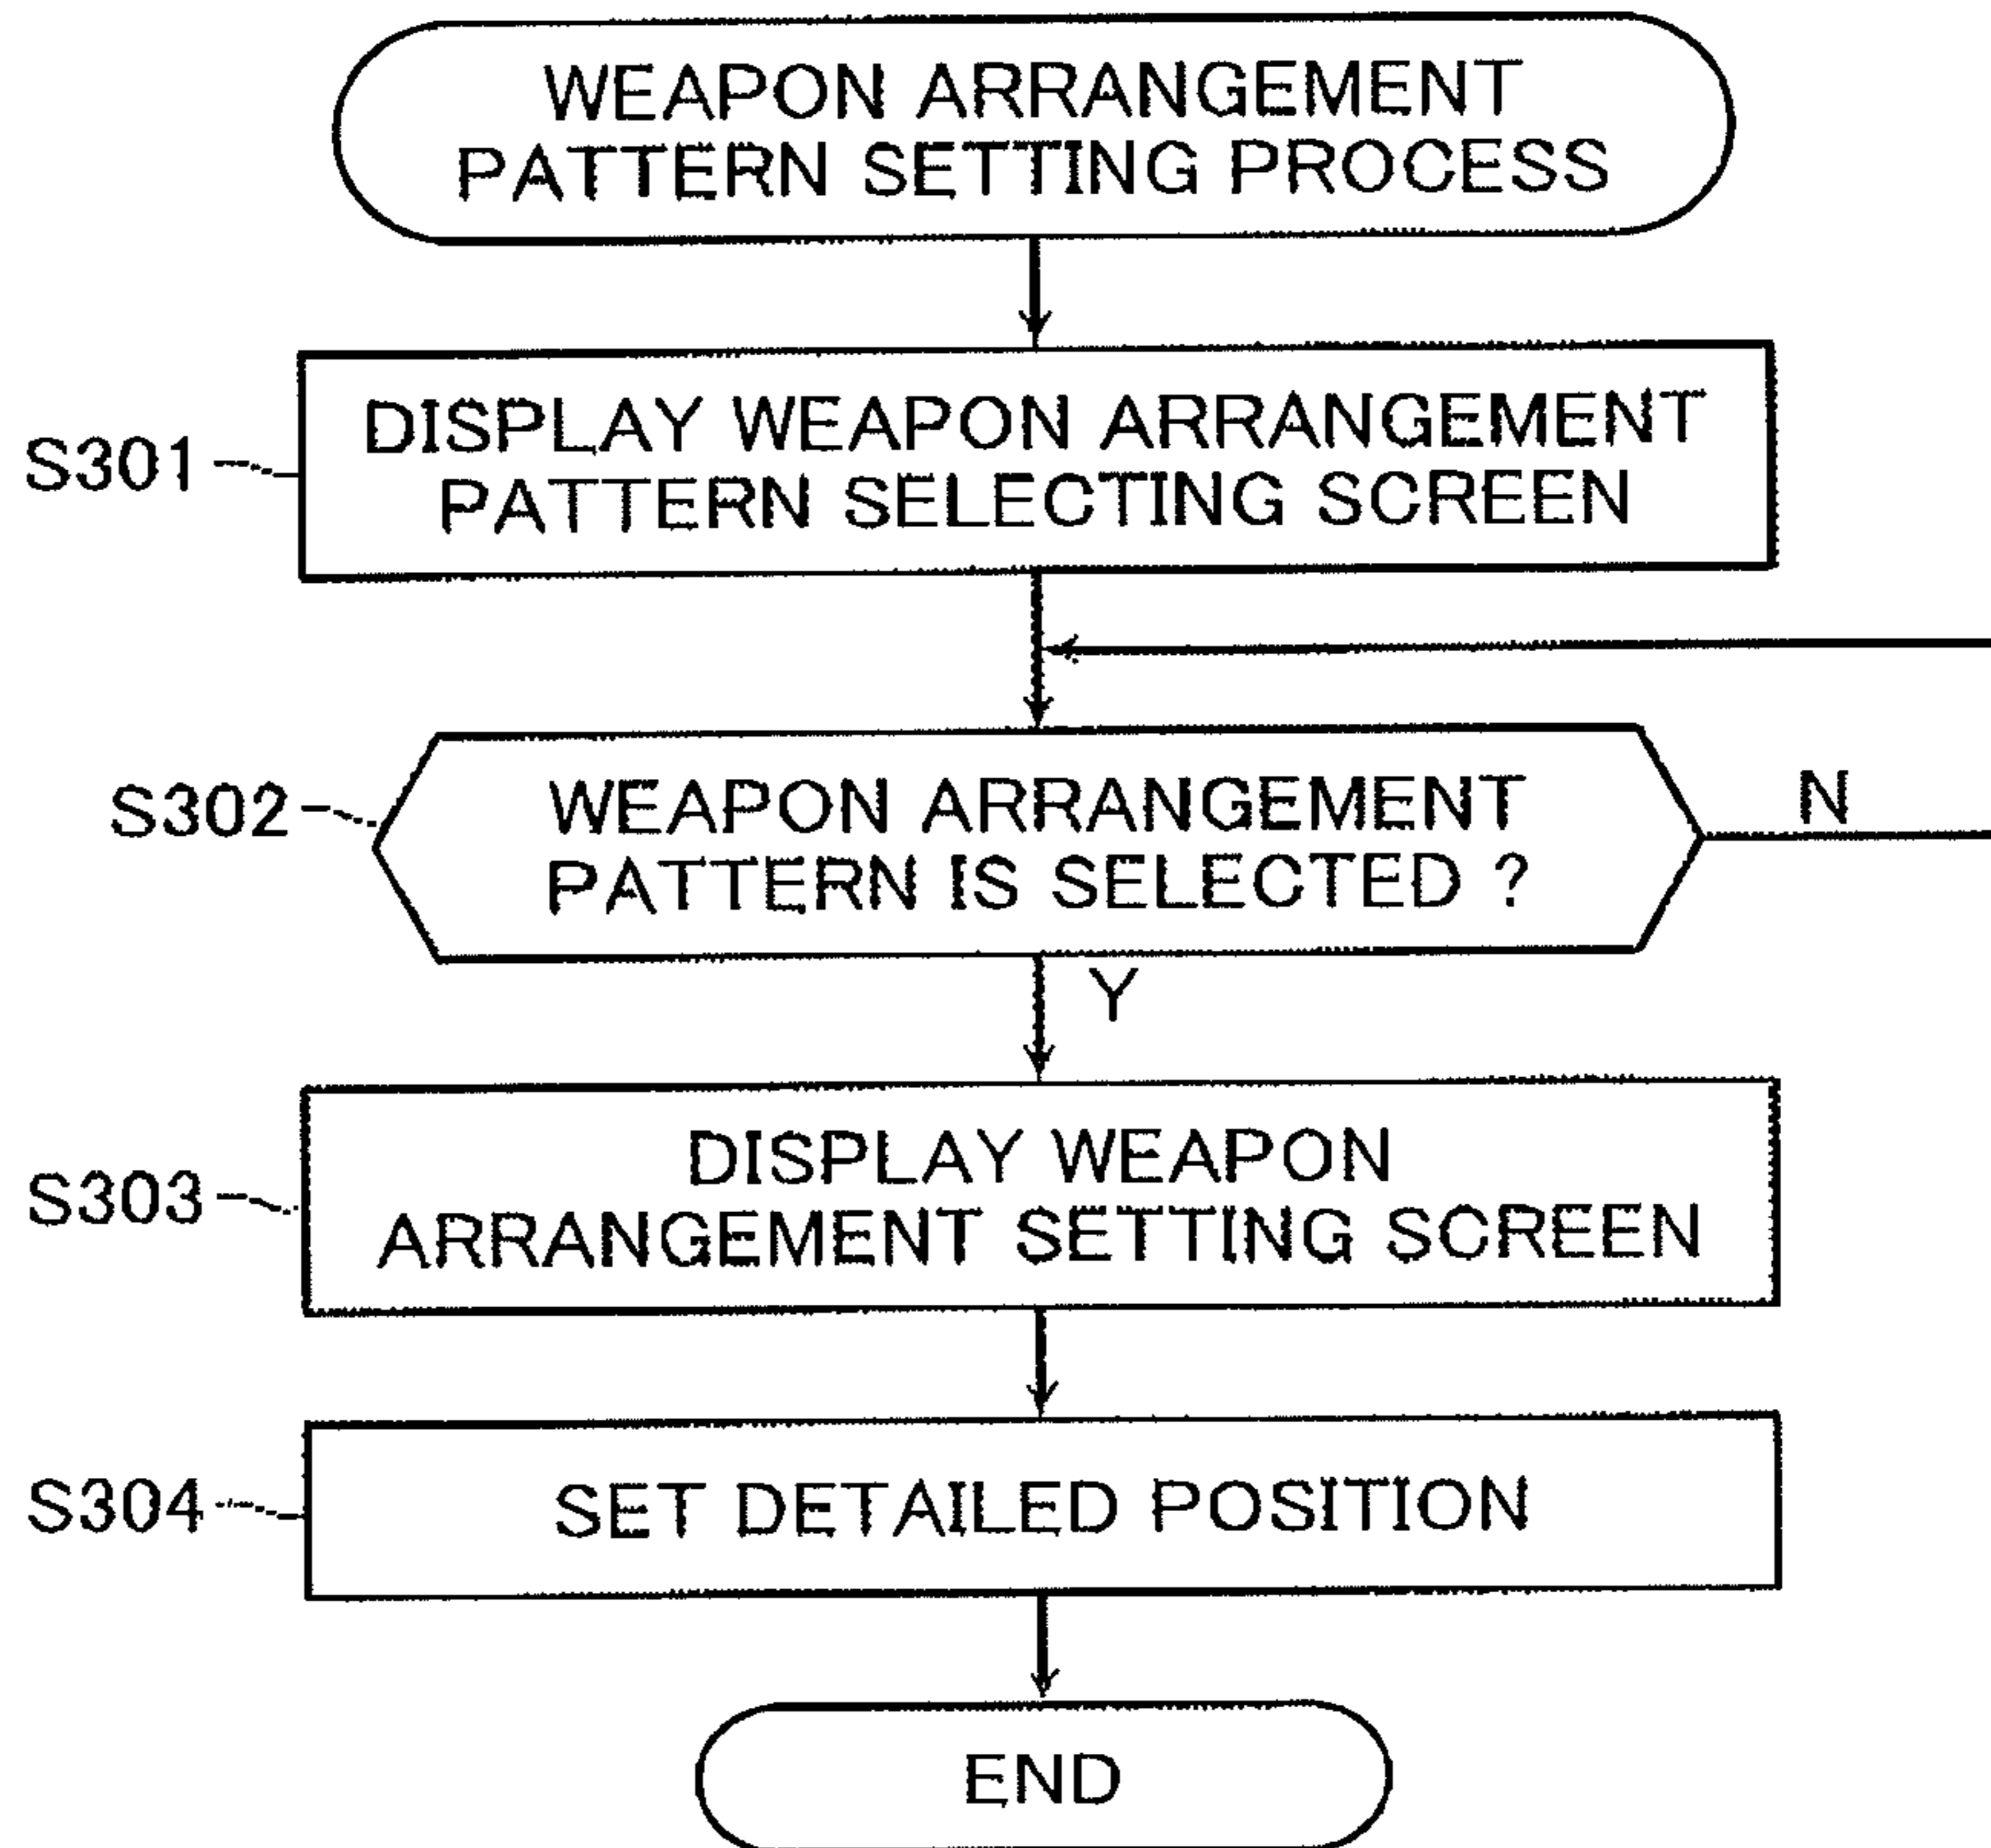 WEAPON ARRANGEMENT
PATTERN SETTING PROCESS
S301
DISPLAY WEAPON ARRANGEMENT
PATTERN SELECTING SCREEN
S302
WEAPON ARRANGEMENT
PATTERN IS SELECTED ?
N
Y
S303
DISPLAY WEAPON
ARRANGEMENT SETTING SCREEN
S304
SET DETAILED POSITION
END